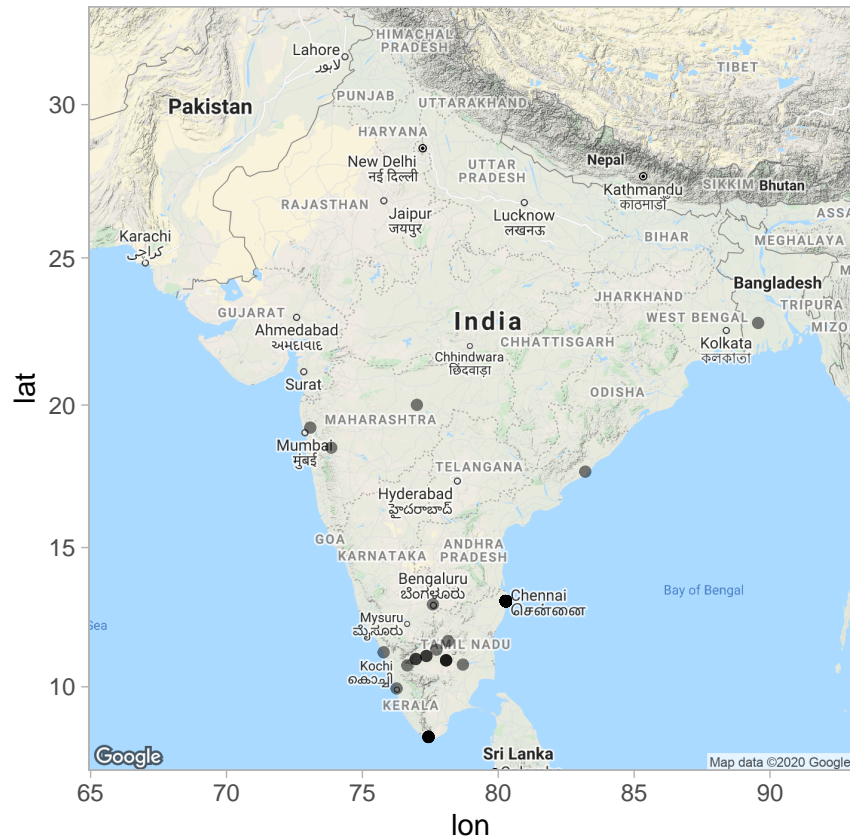 HIMACHAL
PRADESH
Lahore
لاہور
TIBET
30
Pakistan
PUNJAB
UTTARAKHAND
HARYANA
New Delhi
नई दिल्ली
UTTAR
PRADESH
Nepal
Kathmandu
काठमाडौं
SIKKIM
Bhutan
RAJASTHAN
Jaipur
जयपुर
Lucknow
लखनऊ
ASSA
Karachi
کراچی
BIHAR
MEGHALAYA
25
Bangladesh
JHARKHAND
TRIPURA
GUJARAT
Ahmedabad
અમદાવાદ
India
WEST BENGAL
MIZO
Kolkata
কলকাতা
Chhindwara
छिंदवाड़ा
CHHATTISGARH
Surat
ODISHA
lat
20
MAHARASHTRA
Mumbai
मुंबई
TELANGANA
Hyderabad
హైదరాబాద్
GOA
15
KARNATAKA
ANDHRA
PRADESH
Bengaluru
ಬೆಂಗಳೂರು
Bay of Bengal
Chennai
சென்னை
Mysuru
ಮೈಸೂರು
Sea
TAMIL NADU
Kochi
കൊച്ചി
10
KERALA
Sri Lanka
Google
Map data ©2020 Google
65
70
75
80
85
90
lon